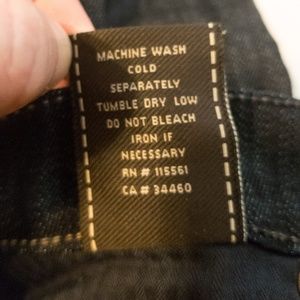 MACHINE WASH
COLD
SEPARATELY
TUMBLE DRY LOW
DO NOT BLEACH
IRON IF
NECESSARY
RN # 115561
CA # 34460